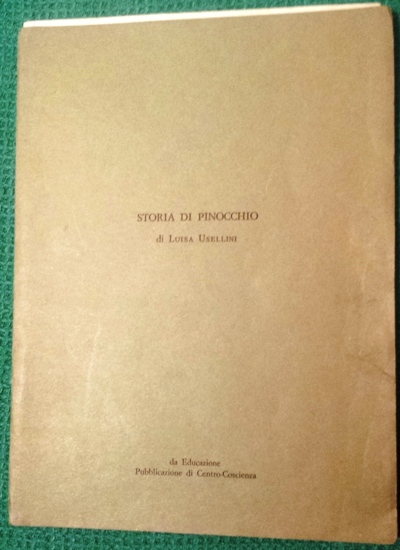 STORIA DI PINOCCHIO
di LUISA USELLINI
da Educazione
Pubblicazione di Centro-Coscienza